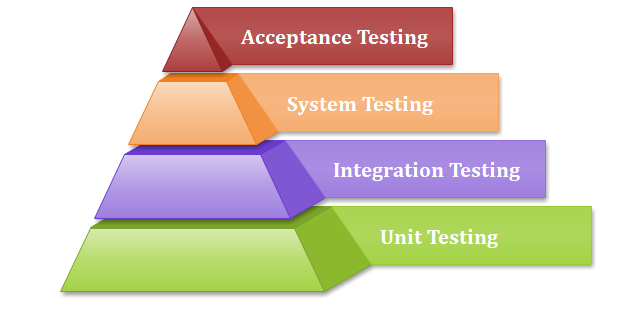 Acceptance Testing
System Testing
Integration Testing
Unit Testing